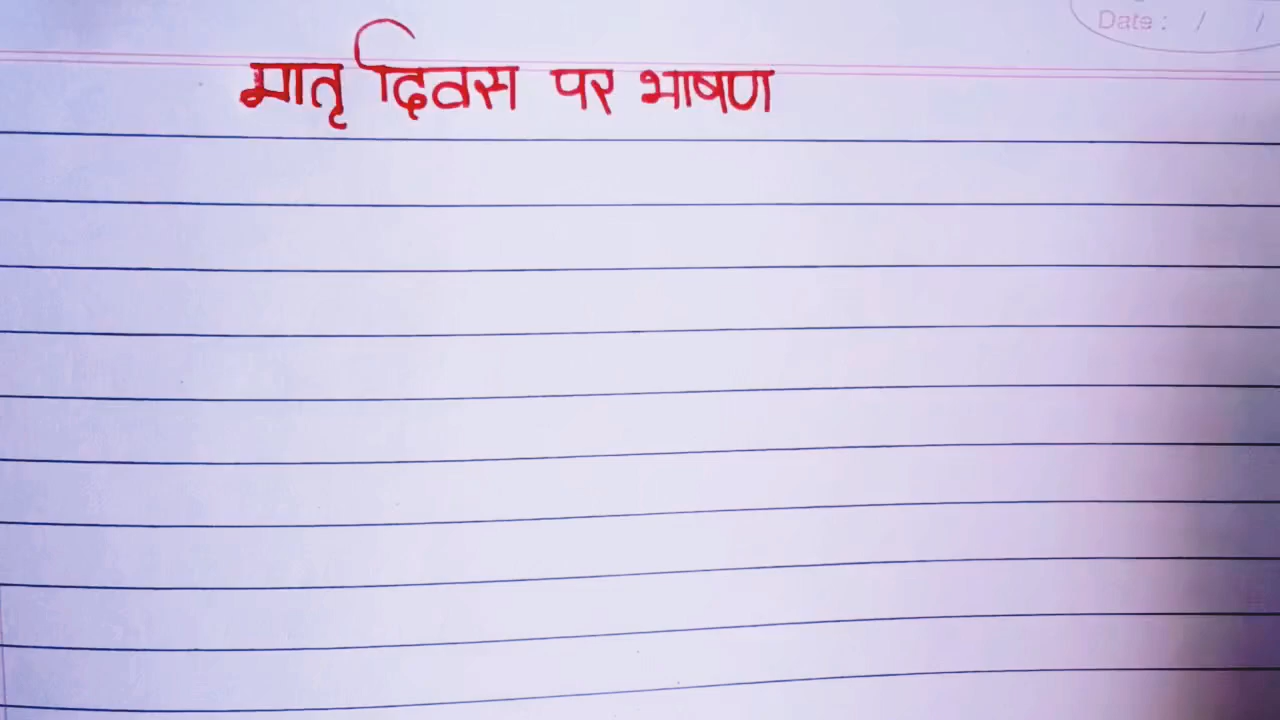 Date : / /
मातृ दिवस पर भाषण